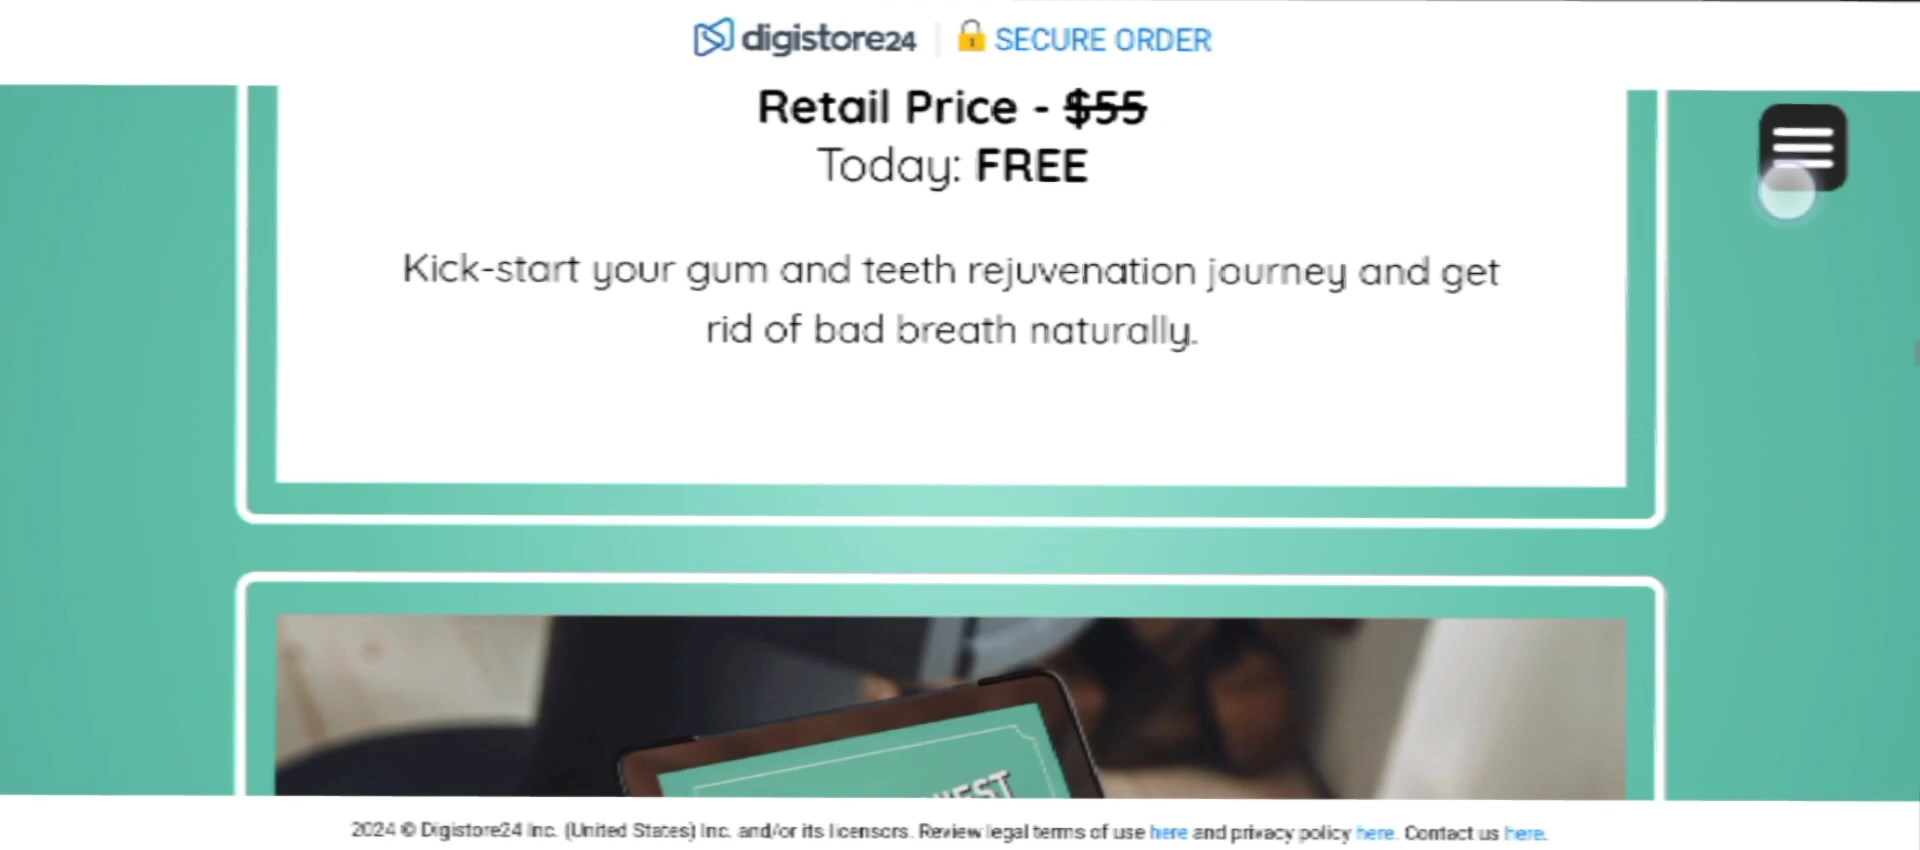 digistore24 SECURE ORDER
Retail Price - $55
Today: FREE
Kick-start your gum and teeth rejuvenation journey and get
rid of bad breath naturally.
2024 © Digistore24 Inc. (United States) Inc. and/or its licensors. Review legal terms of use here and privacy policy here. Contact us here.